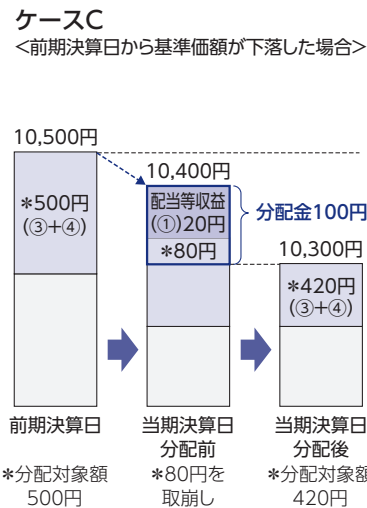 ケースC
<前期決算日から基準価額が下落した場合>
10,500円
10,400円
*500円
(③+④)
配当等収益
(①)20円
*80円
分配金100円
10,300円
*420円
(③+④)
前期決算日
当期決算日
分配前
当期決算日
分配後
*分配対象額
500円
*80円を
取崩し
*分配対象額
420円